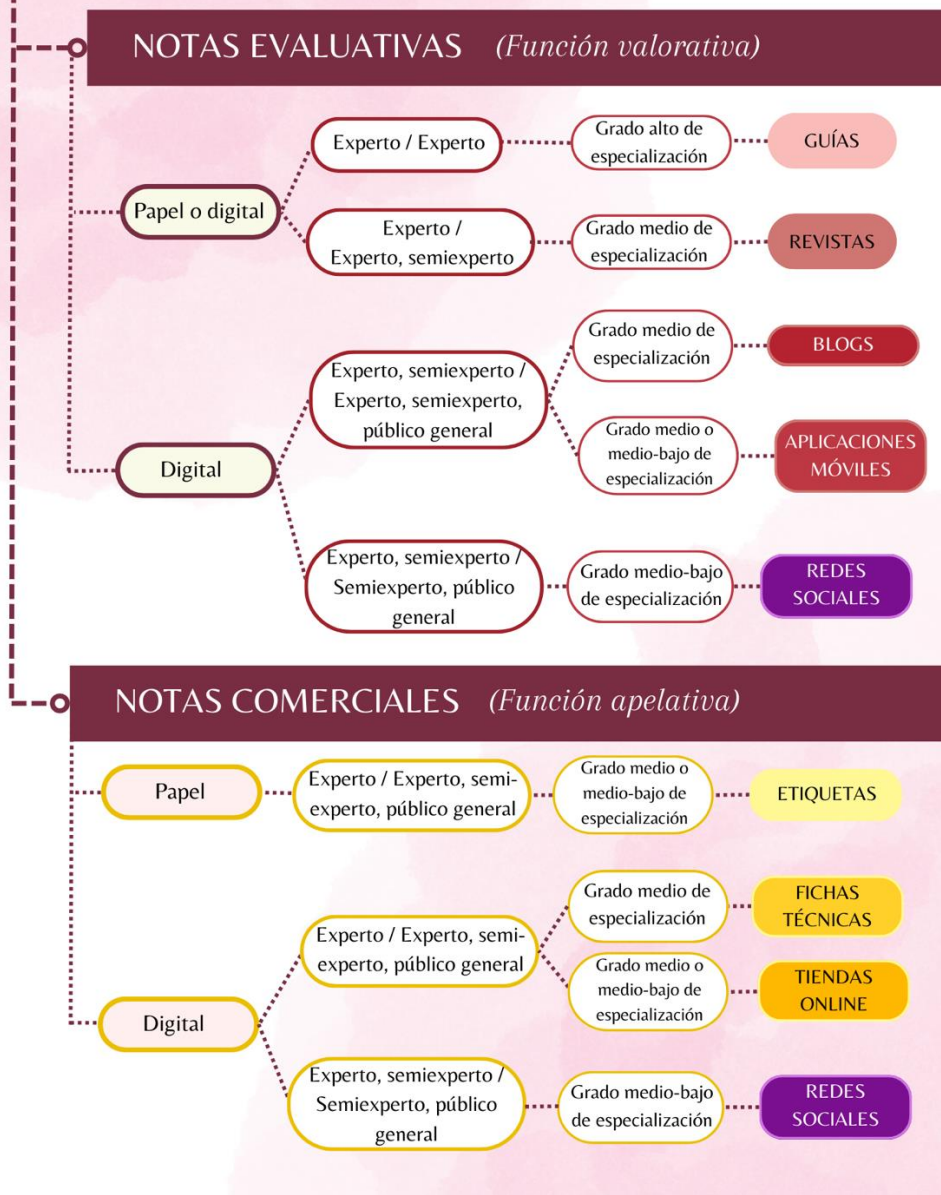 NOTAS EVALUATIVAS (Función valorativa)
Papel o digital
Experto / Experto
Grado alto de
especialización
GUÍAS
Experto /
Experto, semiexperto
Grado medio de
especialización
REVISTAS
Digital
Experto, semiexperto /
Experto, semiexperto,
público general
Grado medio de
especialización
BLOGS
Grado medio o
medio-bajo de
especialización
APLICACIONES
MÓVILES
Experto, semiexperto /
Semiexperto, público
general
Grado medio-bajo
de especialización
REDES
SOCIALES
NOTAS COMERCIALES (Función apelativa)
Papel
Experto / Experto, semi-
experto, público general
Grado medio o
medio-bajo de
especialización
ETIQUETAS
Digital
Experto / Experto, semi-
experto, público general
Grado medio de
especialización
FICHAS
TÉCNICAS
Grado medio o
medio-bajo de
especialización
TIENDAS
ONLINE
Experto, semiexperto /
Semiexperto, público
general
Grado medio-bajo
de especialización
REDES
SOCIALES